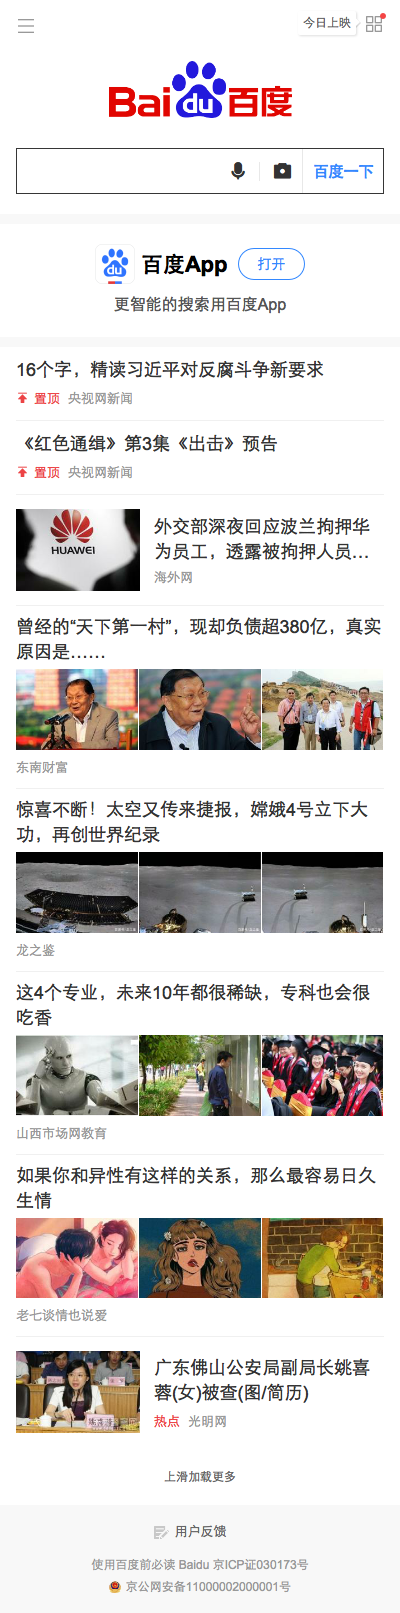 今日上映
Bai du 百度
百度一下
du 百度App 打开
更智能的搜索用百度App
16个字，精读习近平对反腐斗争新要求
置顶 央视网新闻
《红色通缉》第3集《出击》预告
置顶 央视网新闻
HUAWEI
外交部深夜回应波兰拘押华
为员工，透露被拘押人员...
海外网
曾经的“天下第一村”，现却负债超380亿，真实
原因是……
东南财富
惊喜不断！太空又传来捷报，嫦娥4号立下大
功，再创世界纪录
龙之鉴
这4个专业，未来10年都很稀缺，专科也会很
吃香
山西市场网教育
如果你和异性有这样的关系，那么最容易日久
生情
老七谈情也说爱
广东佛山公安局副局长姚喜
蓉(女)被查(图/简历)
热点 光明网
上滑加载更多
用户反馈
使用百度前必读 Baidu 京ICP证030173号
京公网安备11000002000001号